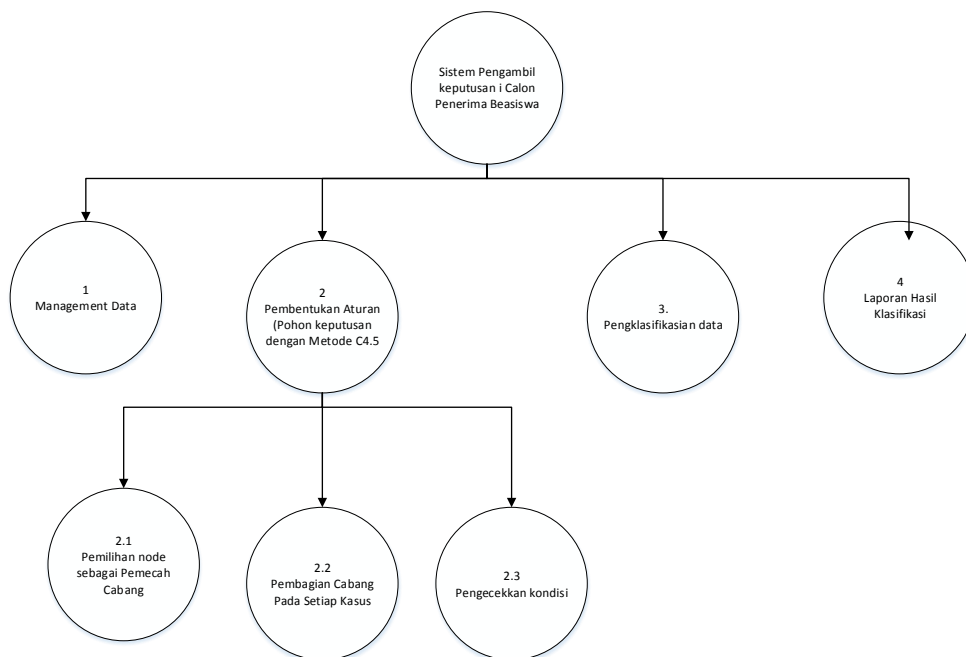 Sistem Pengambil
keputusan i Calon
Penerima Beasiswa
1
Management Data
2
Pembentukan Aturan
(Pohon keputusan
dengan Metode C4.5
3.
Pengklasifikasian data
4
Laporan Hasil
Klasifikasi
2.1
Pemilihan node
sebagai Pemecah
Cabang
2.2
Pembagian Cabang
Pada Setiap Kasus
2.3
Pengecekkan kondisi